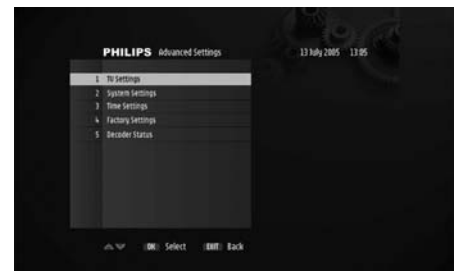 PHILIPS Advanced Settings 13 July 2005 13:05
1 TV Settings
2 System Settings
3 Time Settings
4 Factory Settings
5 Decoder Status
OK Select EXIT Back